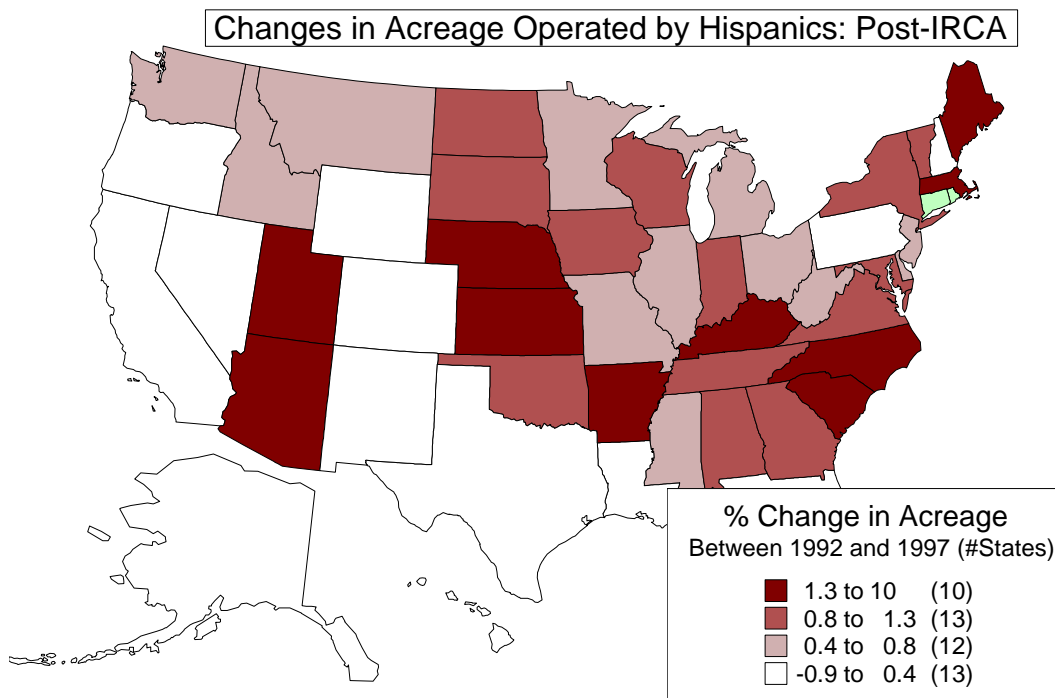 Changes in Acreage Operated by Hispanics: Post-IRCA
% Change in Acreage
Between 1992 and 1997 (#States)
1.3 to 10 (10)
0.8 to 1.3 (13)
0.4 to 0.8 (12)
-0.9 to 0.4 (13)